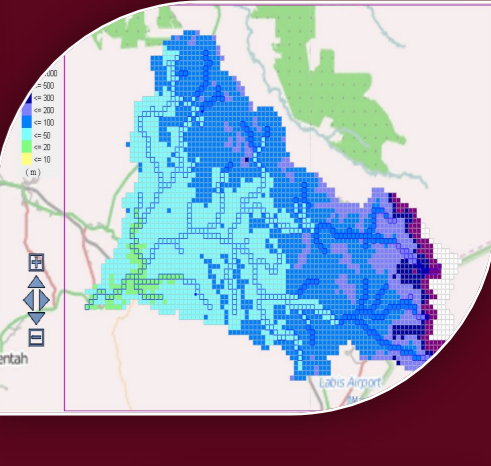 <= 500
<= 300
<= 200
<= 100
<= 50
<= 20
<= 10
(m)
entah
Labis Airport